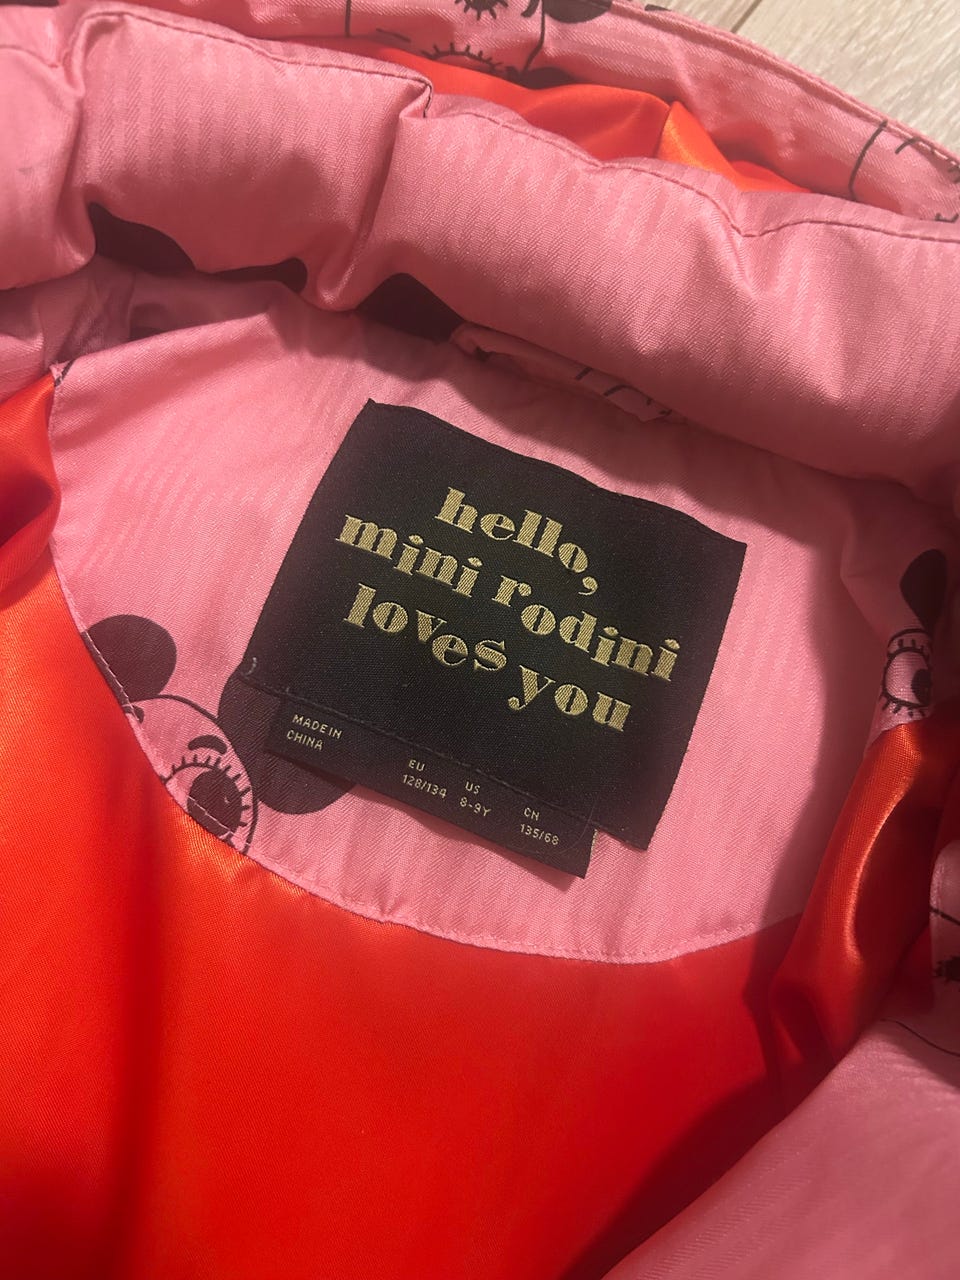 hello,
mini rodini
loves you
MADE IN
CHINA
EU
128/134
US
8-9Y
CN
135/68